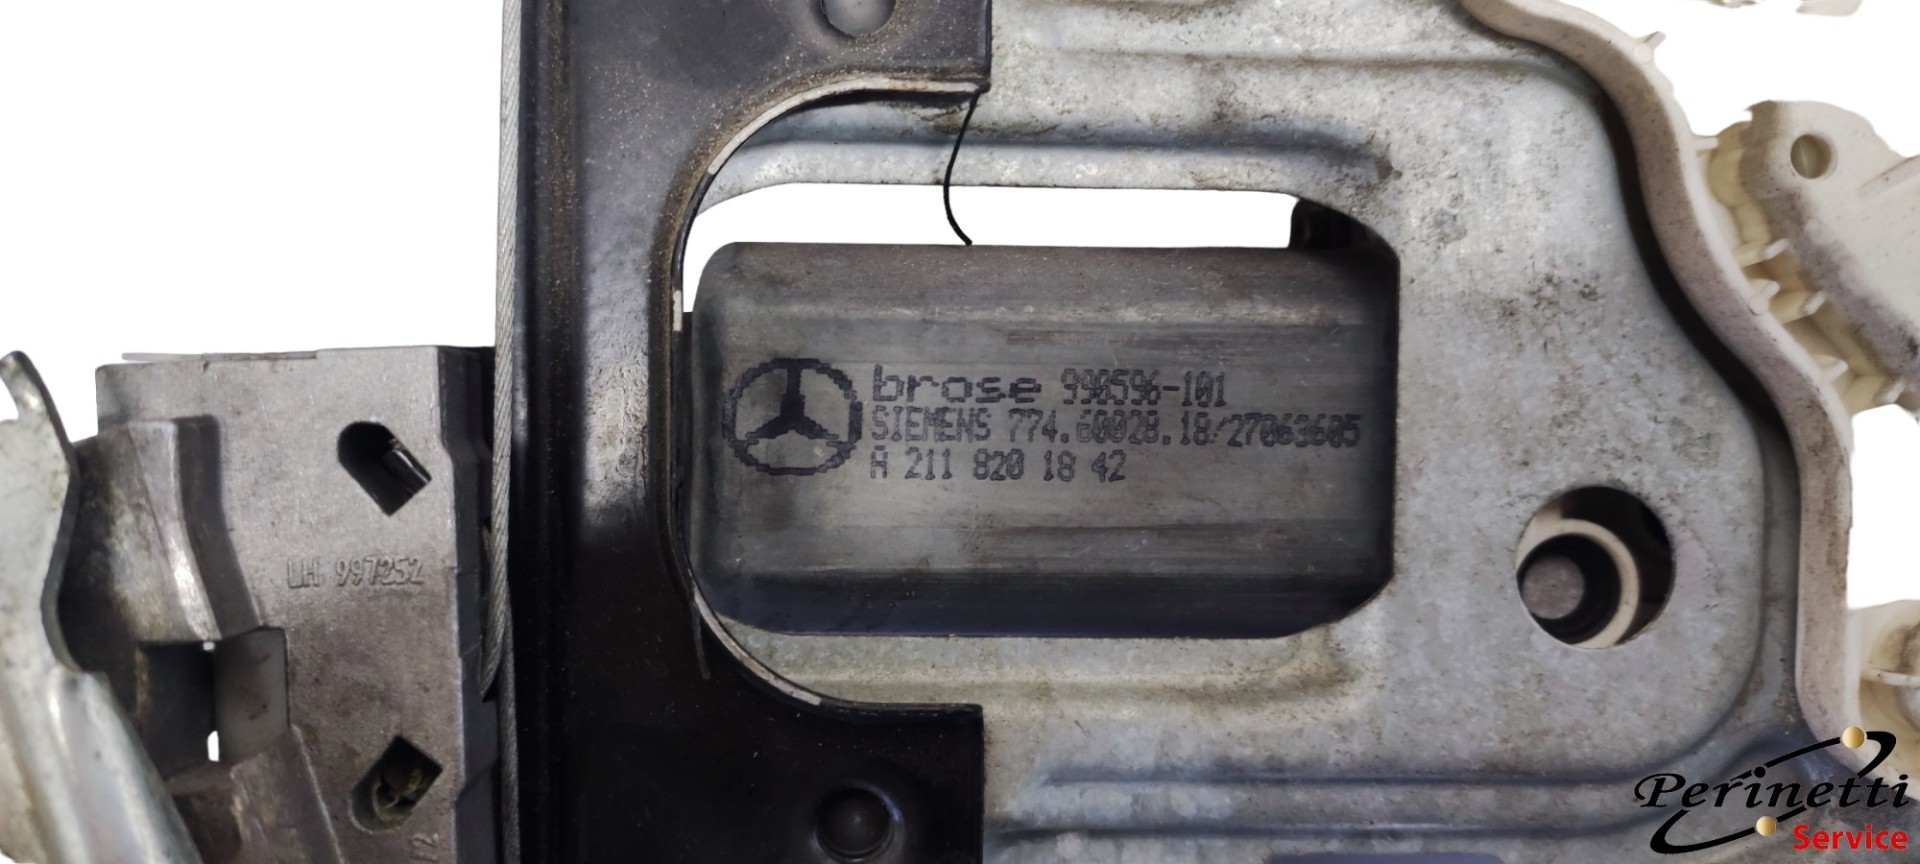 brose 990596-101
SIEMENS 774.60028.18/27063605
A 211 820 18 42
LH 997252
Perinetti
Service